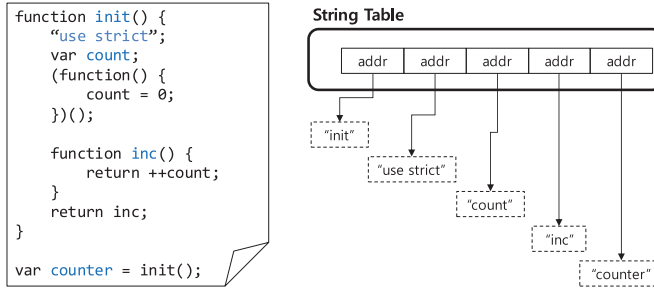 function init() {
“use strict”;
var count;
(function() {
count = 0;
})();
function inc() {
return ++count;
}
return inc;
}
var counter = init();
String Table
addr addr addr addr addr
“init”
“use strict”
“count”
“inc”
“counter”